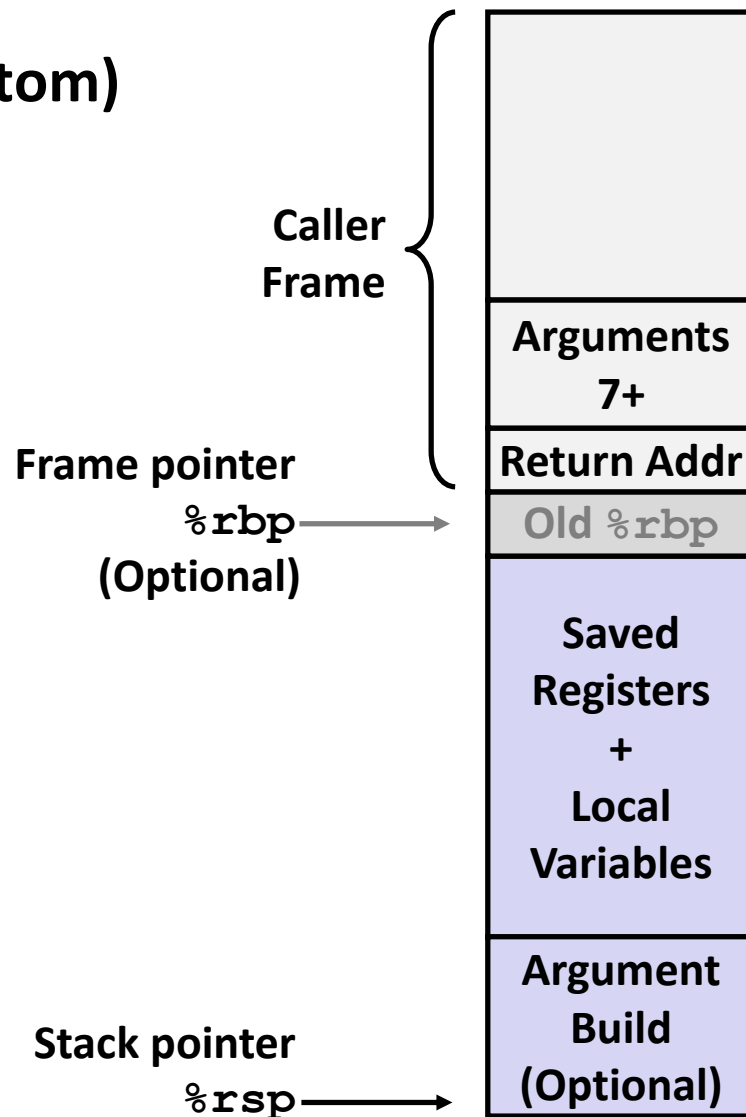 tom)
Caller
Frame
Arguments
7+
Return Addr
Frame pointer
%rbp
(Optional)
Old %rbp
Saved
Registers
+
Local
Variables
Argument
Build
(Optional)
Stack pointer
%rsp